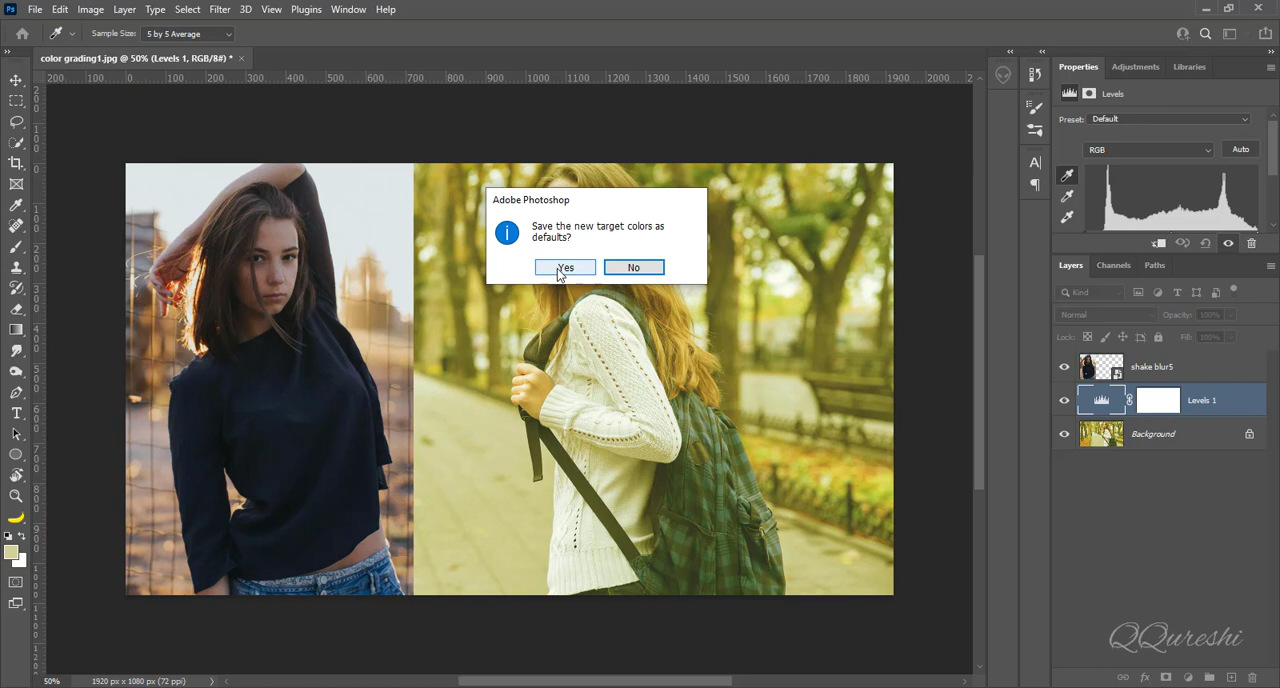 Ps File Edit Image Layer Type Select Filter 3D View Plugins Window Help
Sample Size: 5 by 5 Average
color grading1.jpg @ 50% (Levels 1, RGB/8#) *
200 100 0 100 200 300 400 500 600 700 800 900 1000 1100 1200 1300 1400 1500 1600 1700 1800 1900 2000 2
Properties Adjustments Libraries
Levels
Preset: Default
RGB Auto
Adobe Photoshop
Save the new target colors as
defaults?
Yes No
Layers Channels Paths
Kind
Normal Opacity: 100%
Lock: Fill: 100%
shake blur5
Levels 1
Background
QQureshi
50% 1920 px x 1080 px (72 ppi)